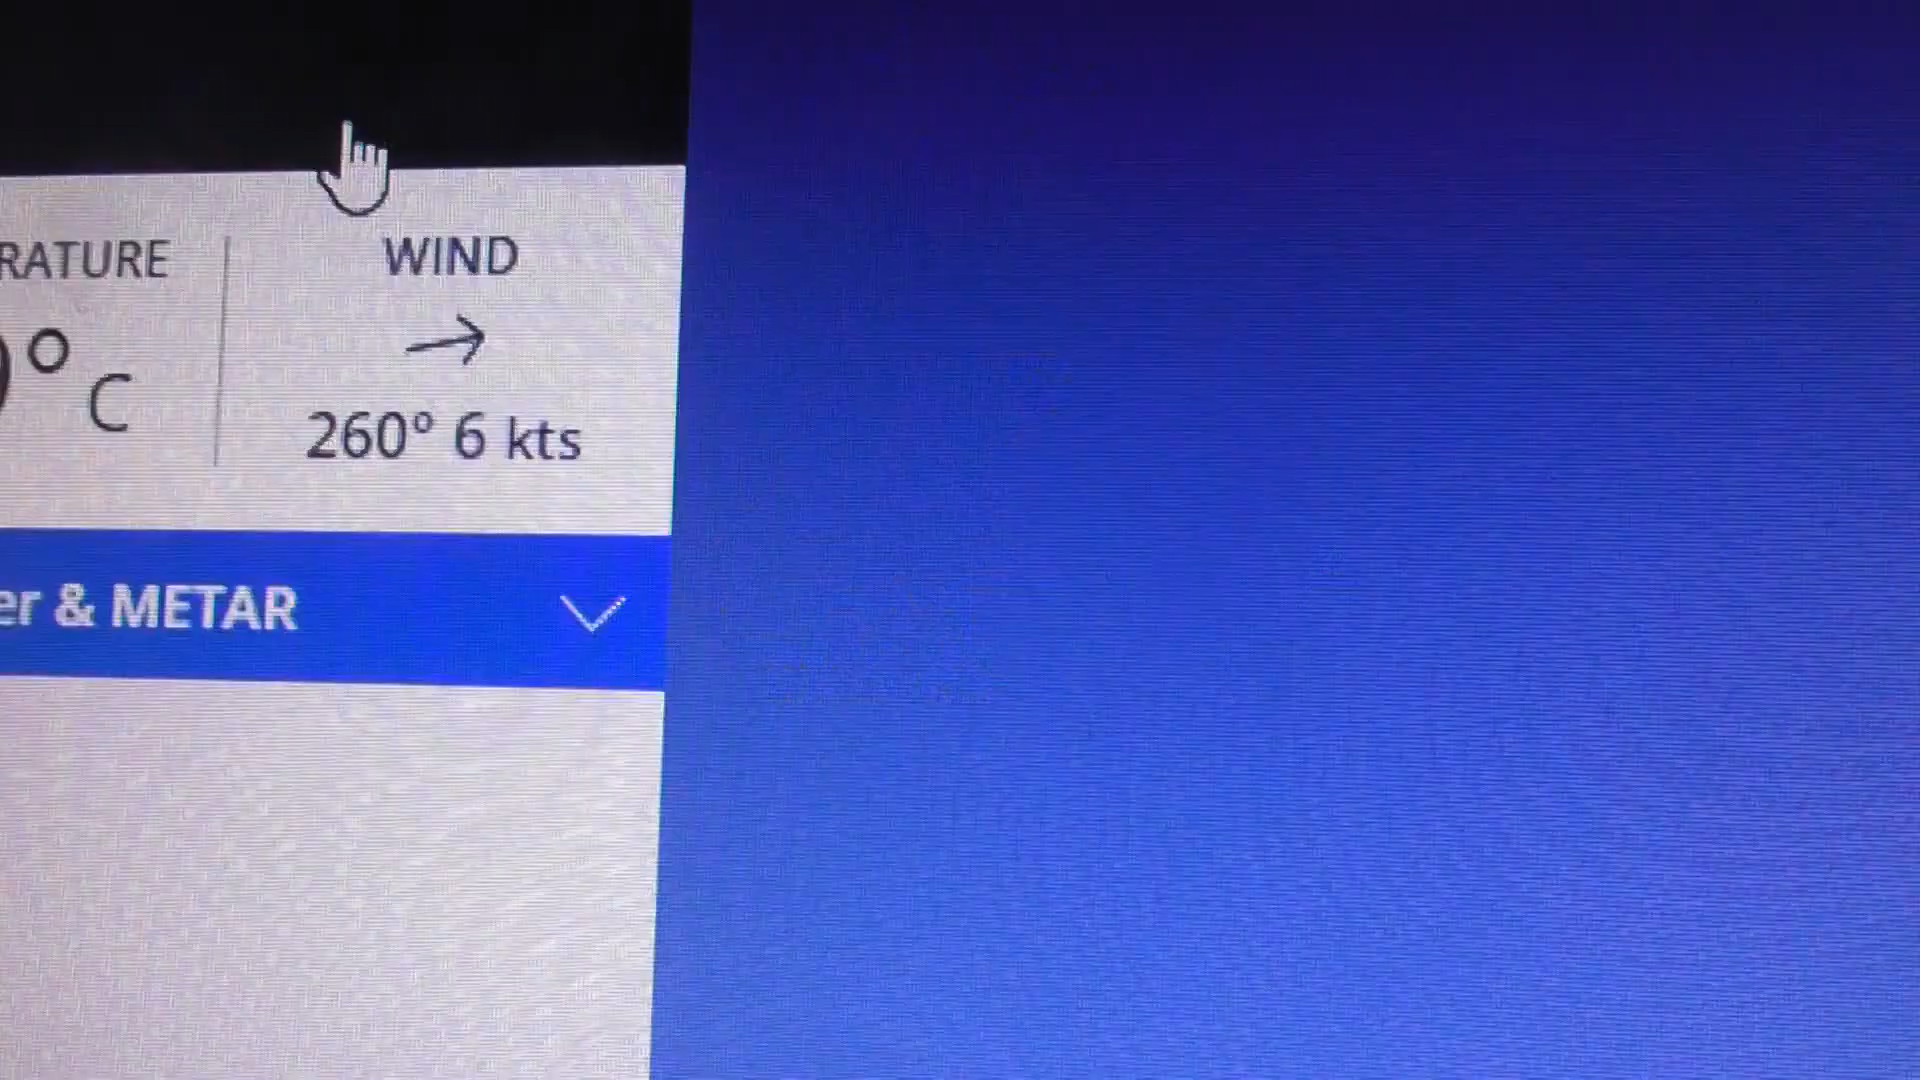 RATURE
WIND
° C
260° 6 kts
er & METAR